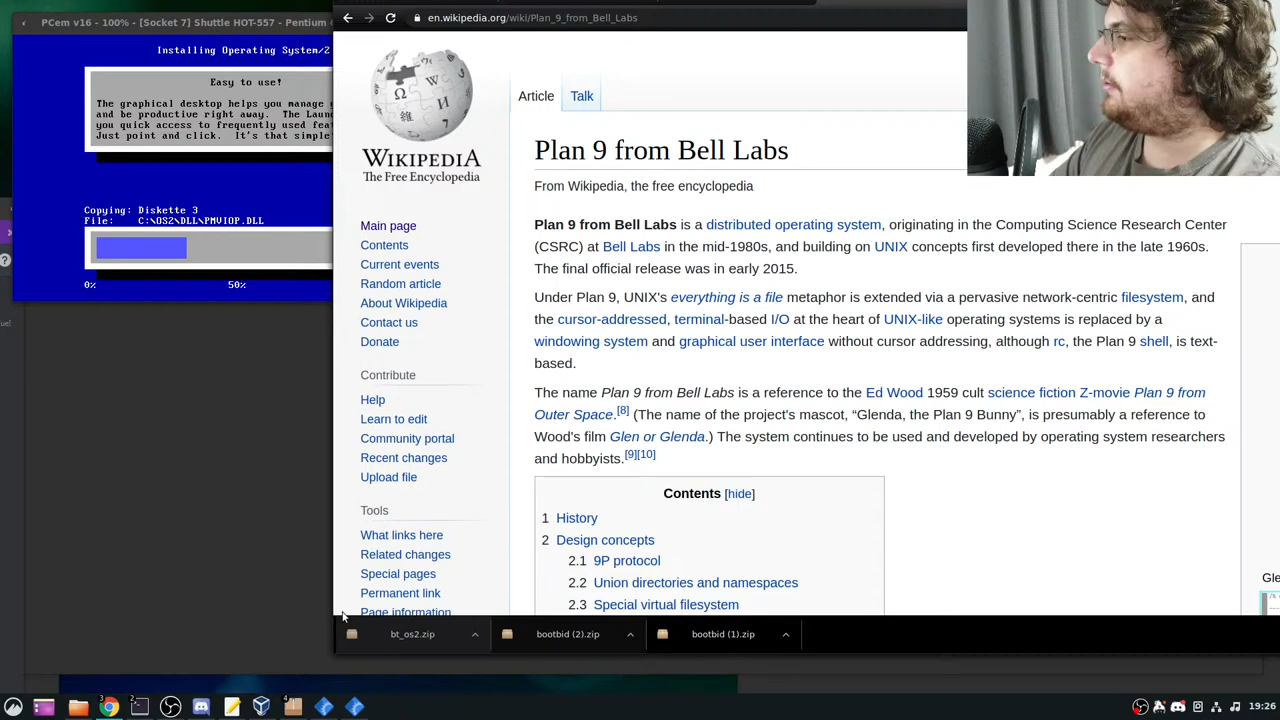 PCem v16 - 100% - [Socket 7] Shuttle HOT-557 - Pentium
Installing Operating System/2
Easy to use!
The graphical desktop helps you manage
and be productive right away. The Laun
you quick access to frequently used fea
Just point and click. It's that simple
Copying: Diskette 3
File: C:\OS2\DLL\PMVIOP.DLL
0% 50%
en.wikipedia.org/wiki/Plan_9_from_Bell_Labs
WIKIPEDIA
The Free Encyclopedia
Main page
Contents
Current events
Random article
About Wikipedia
Contact us
Donate
Contribute
Help
Learn to edit
Community portal
Recent changes
Upload file
Tools
What links here
Related changes
Special pages
Permanent link
Page information
Article Talk
Plan 9 from Bell Labs
From Wikipedia, the free encyclopedia
Plan 9 from Bell Labs is a distributed operating system, originating in the Computing Science Research Center
(CSRC) at Bell Labs in the mid-1980s, and building on UNIX concepts first developed there in the late 1960s.
The final official release was in early 2015.
Under Plan 9, UNIX's everything is a file metaphor is extended via a pervasive network-centric filesystem, and
the cursor-addressed, terminal-based I/O at the heart of UNIX-like operating systems is replaced by a
windowing system and graphical user interface without cursor addressing, although rc, the Plan 9 shell, is text-
based.
The name Plan 9 from Bell Labs is a reference to the Ed Wood 1959 cult science fiction Z-movie Plan 9 from
Outer Space.[8] (The name of the project's mascot, “Glenda, the Plan 9 Bunny”, is presumably a reference to
Wood's film Glen or Glenda.) The system continues to be used and developed by operating system researchers
and hobbyists.[9][10]
Contents [hide]
1 History
2 Design concepts
2.1 9P protocol
2.2 Union directories and namespaces
2.3 Special virtual filesystem
Gle
bt_os2.zip
bootbid (2).zip
bootbid (1).zip
3 2 4
19:26